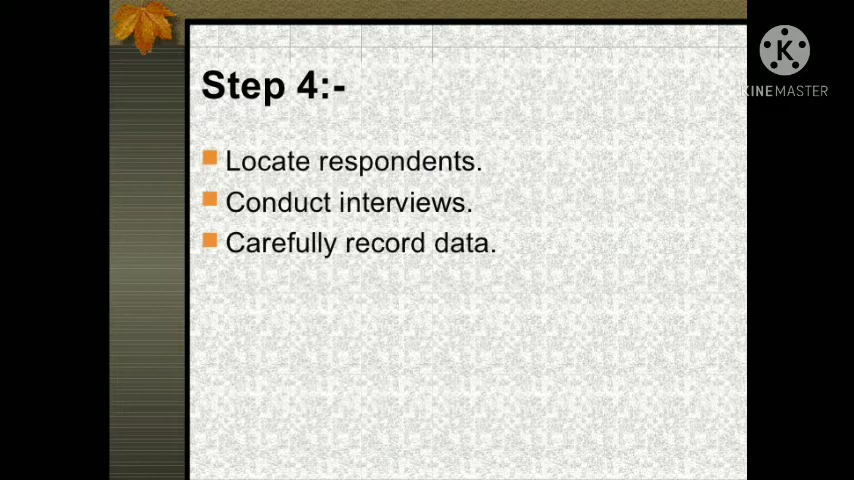 Step 4:-
Locate respondents.
Conduct interviews.
Carefully record data.
K
KINEMASTER